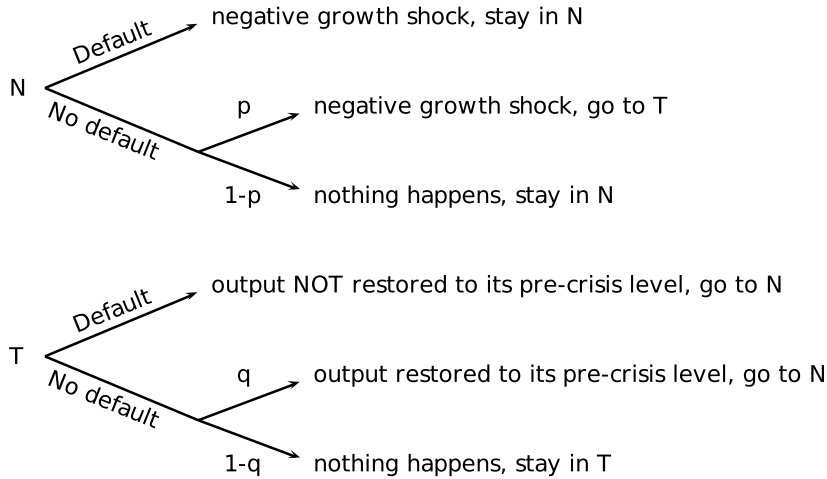 Default
negative growth shock, stay in N
N
No default
p
negative growth shock, go to T
1-p
nothing happens, stay in N
Default
output NOT restored to its pre-crisis level, go to N
T
No default
q
output restored to its pre-crisis level, go to N
1-q
nothing happens, stay in T